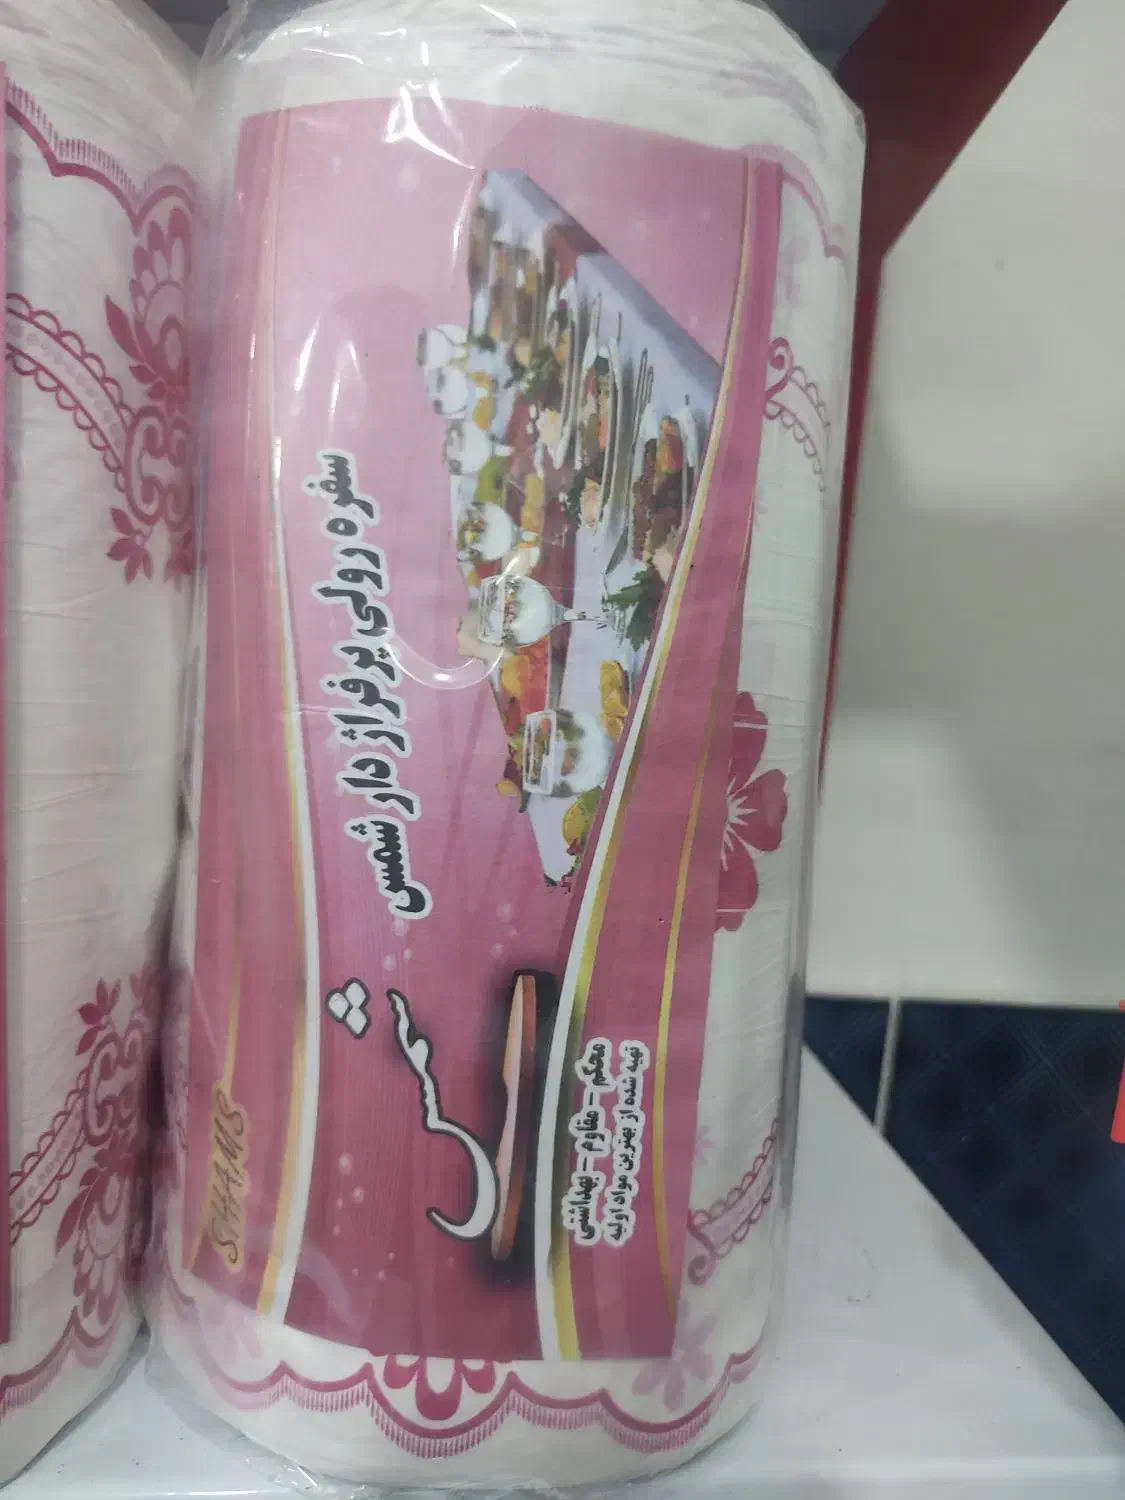 سفره رولی پرفراژ دار شمس
شمس
محکم - مقاوم - بهداشتی
تهیه شده از بهترین مواد اولیه
SHAMS